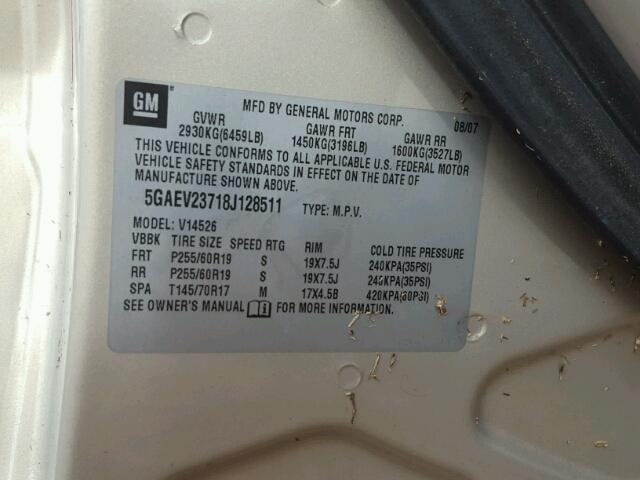 GM
MFD BY GENERAL MOTORS CORP. 08/07
GVWR GAWR FRT GAWR RR
2930KG(6459LB) 1450KG(3196LB) 1600KG(3527LB)
THIS VEHICLE CONFORMS TO ALL APPLICABLE U.S. FEDERAL MOTOR
VEHICLE SAFETY STANDARDS IN EFFECT ON THE DATE OF
MANUFACTURE SHOWN ABOVE.
5GAEV23718J128511 TYPE: M.P.V.
MODEL: V14526
VBBK TIRE SIZE SPEED RTG RIM COLD TIRE PRESSURE
FRT P255/60R19 S 19X7.5J 240KPA(35PSI)
RR P255/60R19 S 19X7.5J 240KPA(35PSI)
SPA T145/70R17 M 17X4.5B 420KPA(60PSI)
SEE OWNER'S MANUAL FOR MORE INFORMATION.